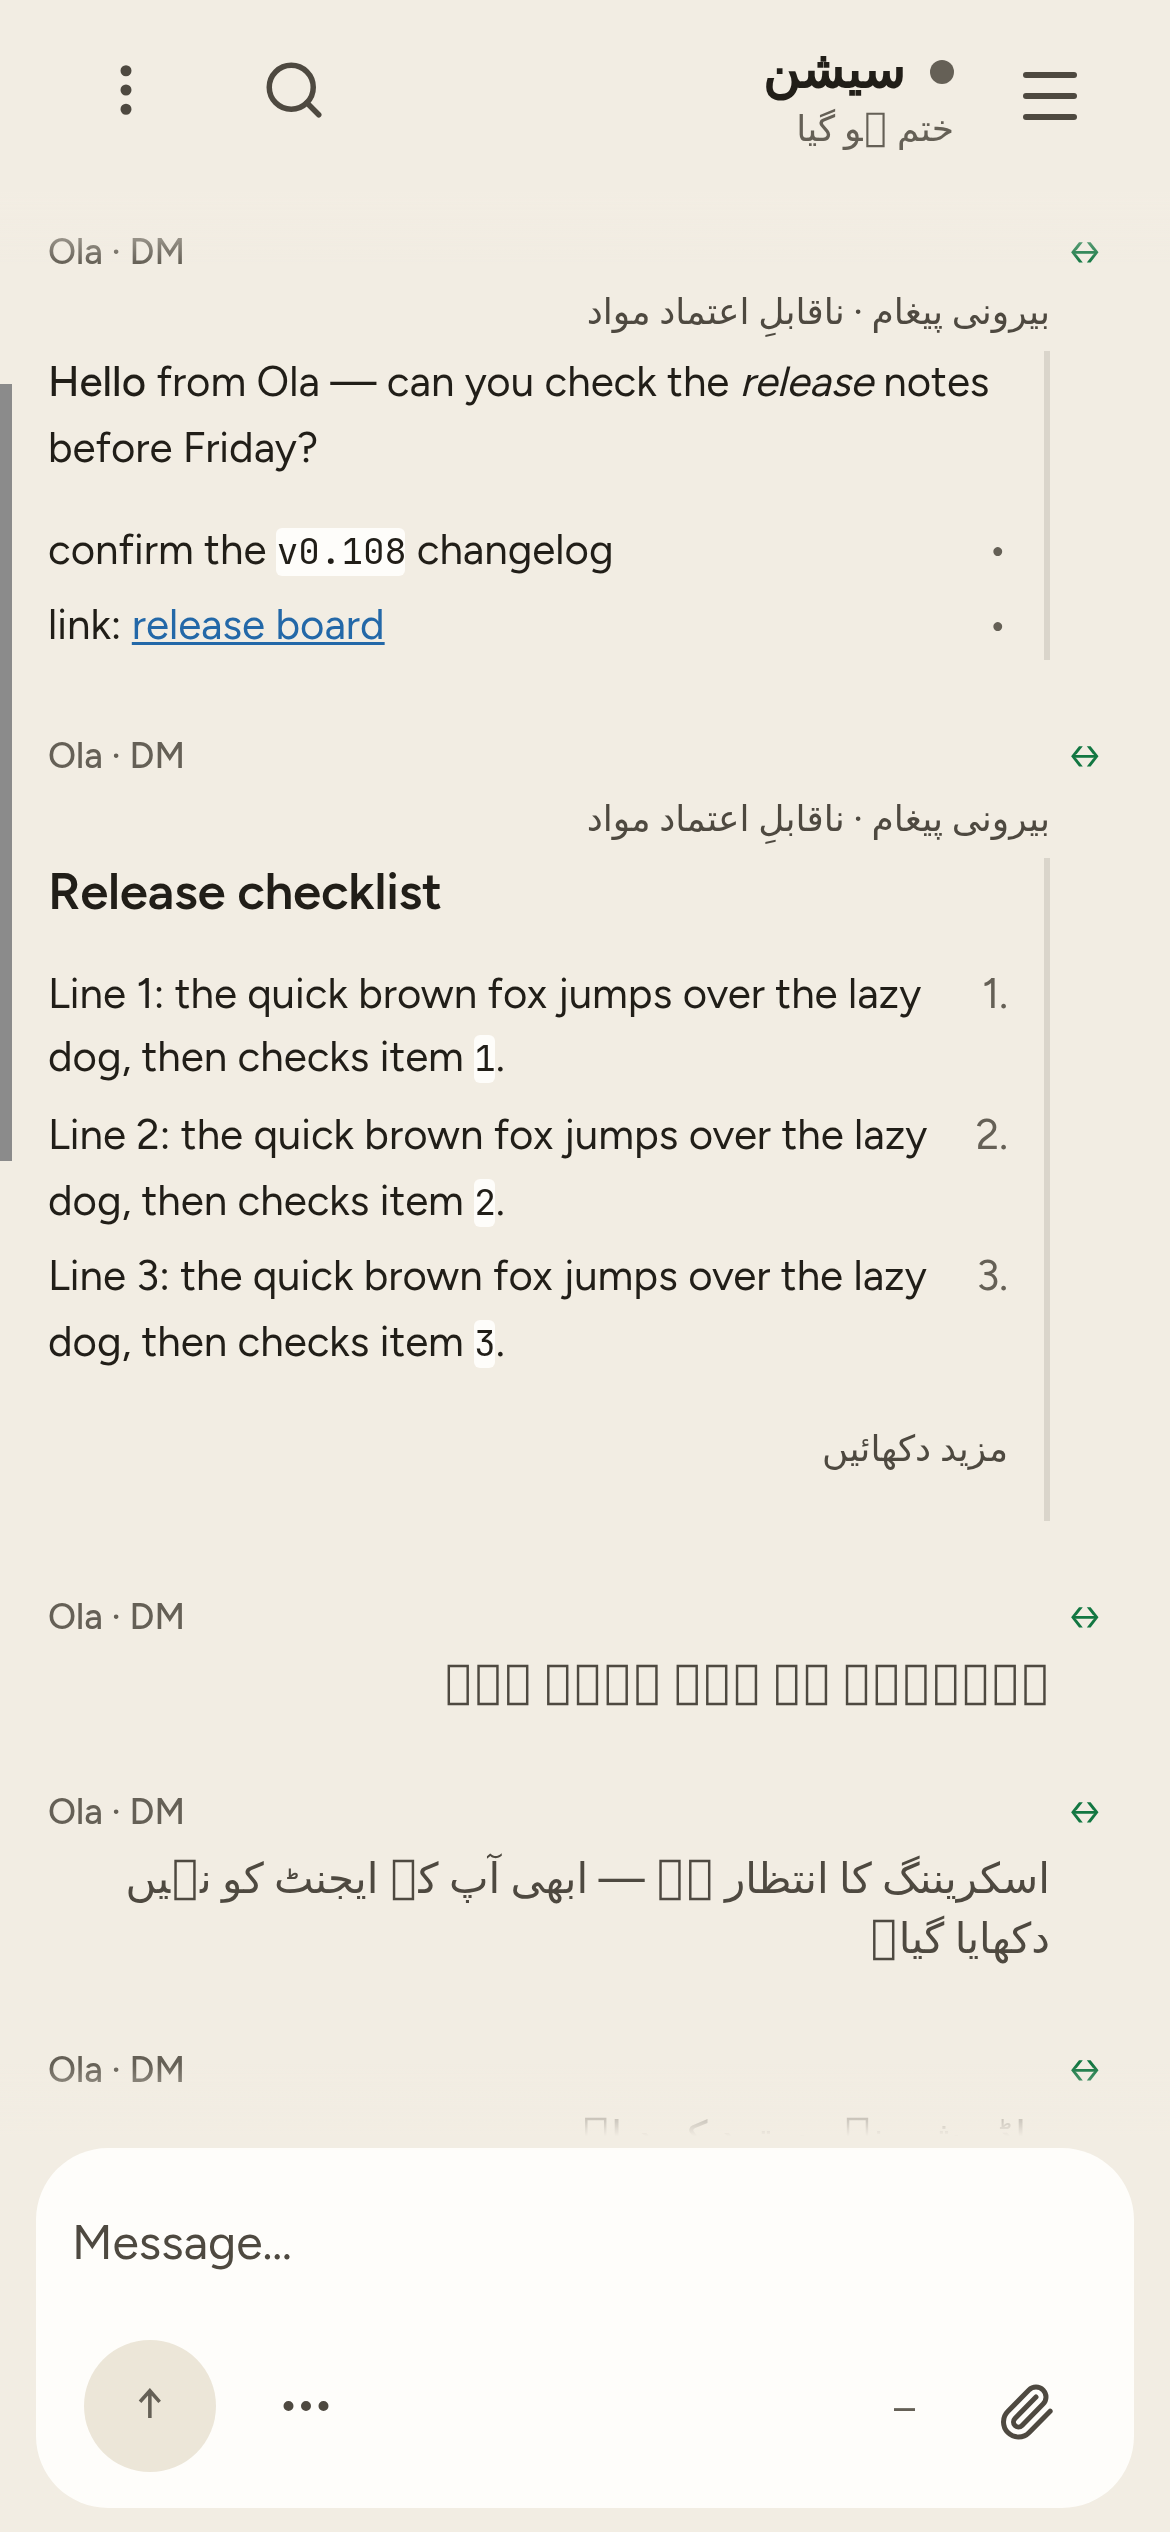 سیشن
ختم گیا
Ola · DM
بیرونی پیغام · ناقابلِ اعتماد مواد
Hello from Ola — can you check the release notes
before Friday?
• confirm the v0.108 changelog
• link: release board
Ola · DM
بیرونی پیغام · ناقابلِ اعتماد مواد
Release checklist
1. Line 1: the quick brown fox jumps over the lazy
dog, then checks item 1.
2. Line 2: the quick brown fox jumps over the lazy
dog, then checks item 2.
3. Line 3: the quick brown fox jumps over the lazy
dog, then checks item 3.
مزید دکھائیں
Ola · DM
Ola · DM
اسکریننگ کا انتظار — ابھی آپ ایجنٹ کو
دکھایا
Ola · DM
Message...